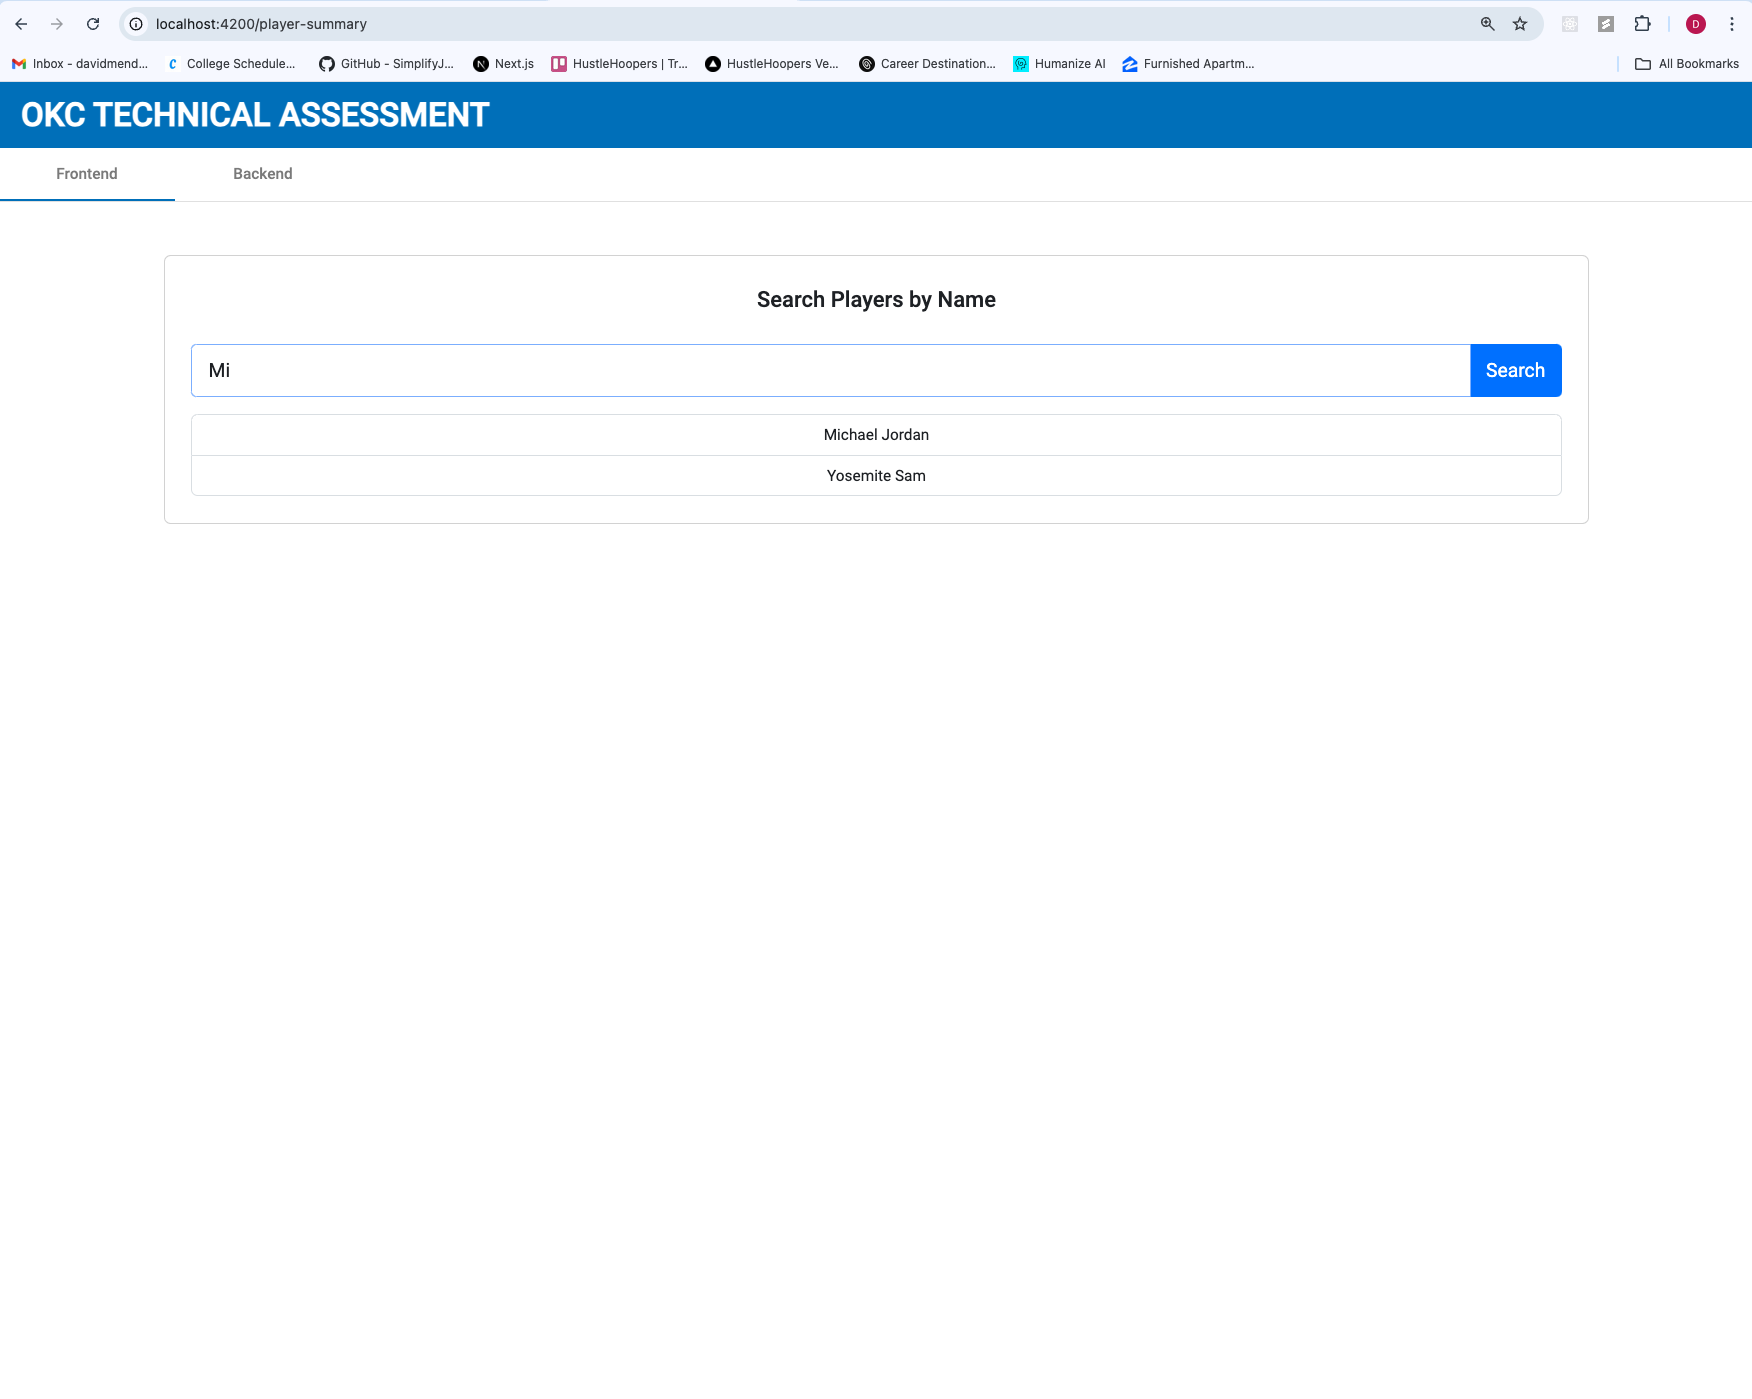 localhost:4200/player-summary
D
Inbox - davidmend... College Schedule... GitHub - SimplifyJ... Next.js HustleHoopers | Tr... HustleHoopers Ve... Career Destination... Humanize AI Furnished Apartm... All Bookmarks
OKC TECHNICAL ASSESSMENT
Frontend Backend
Search Players by Name
Mi Search
Michael Jordan
Yosemite Sam